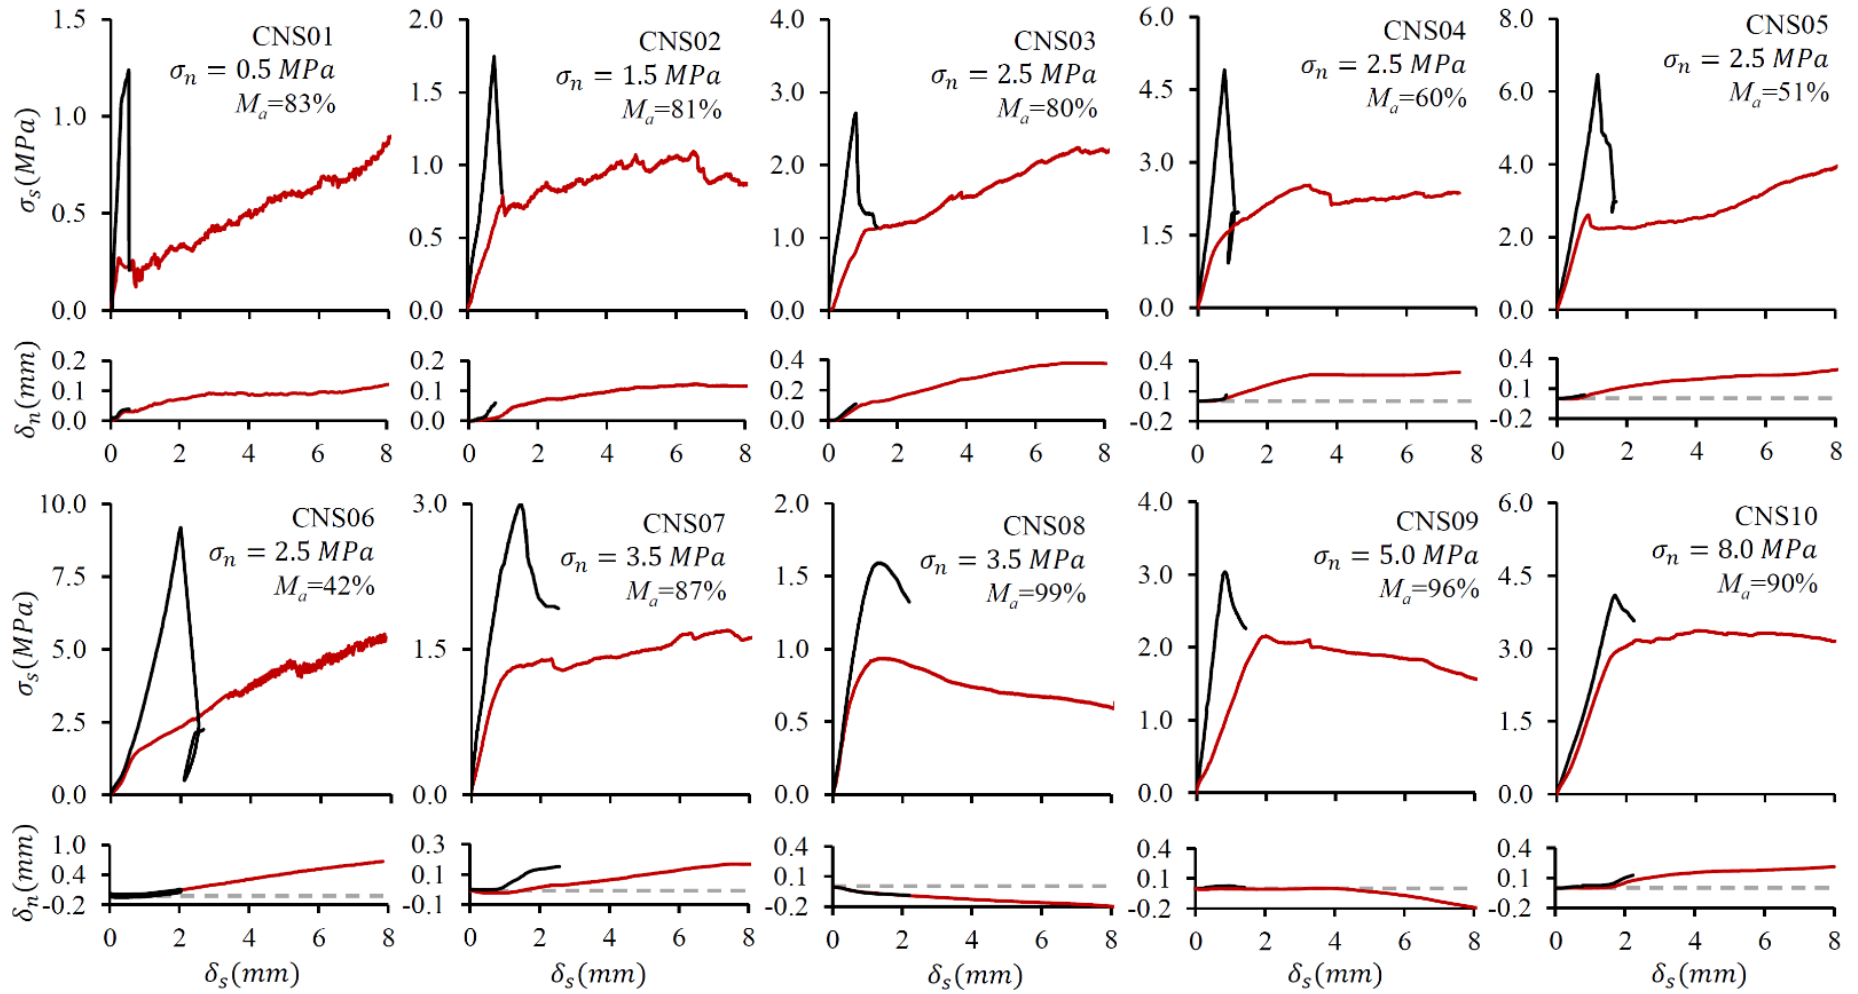 CNS01
σn = 0.5 MPa
Ma=83%
σs(MPa)
1.5
1.0
0.5
0.0
δn(mm)
0.2
0.1
0.0
0 2 4 6 8
CNS02
σn = 1.5 MPa
Ma=81%
2.0
1.5
1.0
0.5
0.0
0.2
0.1
0.0
0 2 4 6 8
CNS03
σn = 2.5 MPa
Ma=80%
4.0
3.0
2.0
1.0
0.0
0.4
0.2
0.0
0 2 4 6 8
CNS04
σn = 2.5 MPa
Ma=60%
6.0
4.5
3.0
1.5
0.0
0.4
0.1
-0.2
0 2 4 6 8
CNS05
σn = 2.5 MPa
Ma=51%
8.0
6.0
4.0
2.0
0.0
0.4
0.1
-0.2
0 2 4 6 8
CNS06
σn = 2.5 MPa
Ma=42%
σs(MPa)
10.0
7.5
5.0
2.5
0.0
δn(mm)
1.0
0.4
-0.2
0 2 4 6 8
δs(mm)
CNS07
σn = 3.5 MPa
Ma=87%
3.0
1.5
0.0
0.3
0.1
-0.1
0 2 4 6 8
δs(mm)
CNS08
σn = 3.5 MPa
Ma=99%
2.0
1.5
1.0
0.5
0.0
0.4
0.1
-0.2
0 2 4 6 8
δs(mm)
CNS09
σn = 5.0 MPa
Ma=96%
4.0
3.0
2.0
1.0
0.0
0.4
0.1
-0.2
0 2 4 6 8
δs(mm)
CNS10
σn = 8.0 MPa
Ma=90%
6.0
4.5
3.0
1.5
0.0
0.4
0.1
-0.2
0 2 4 6 8
δs(mm)